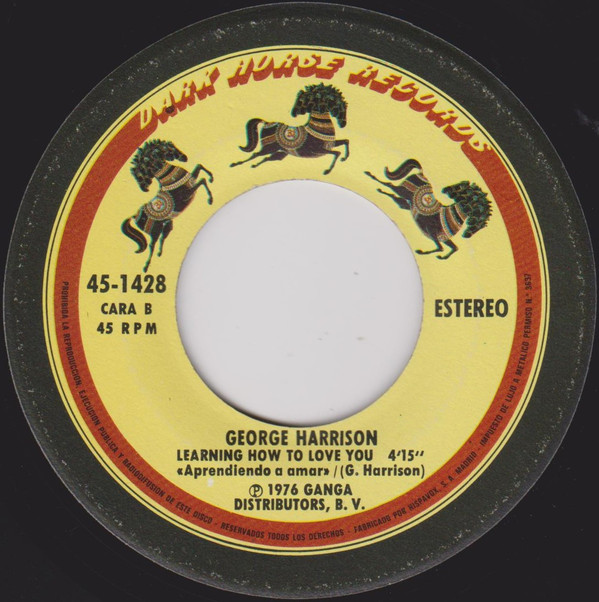 DARK HORSE RECORDS
45-1428
CARA B
45 RPM
ESTEREO
GEORGE HARRISON
LEARNING HOW TO LOVE YOU 4'15"
«Aprendiendo a amar» / (G. Harrison)
Ⓟ 1976 GANGA
DISTRIBUTORS, B. V.
PROHIBIDA LA REPRODUCCION, EJECUCION PUBLICA Y RADIODIFUSION DE ESTE DISCO - RESERVADOS TODOS LOS DERECHOS - FABRICADO POR HISPAVOX, S. A. MADRID - IMPUESTO DE LUJO A METALICO PERMISO N.º 3657